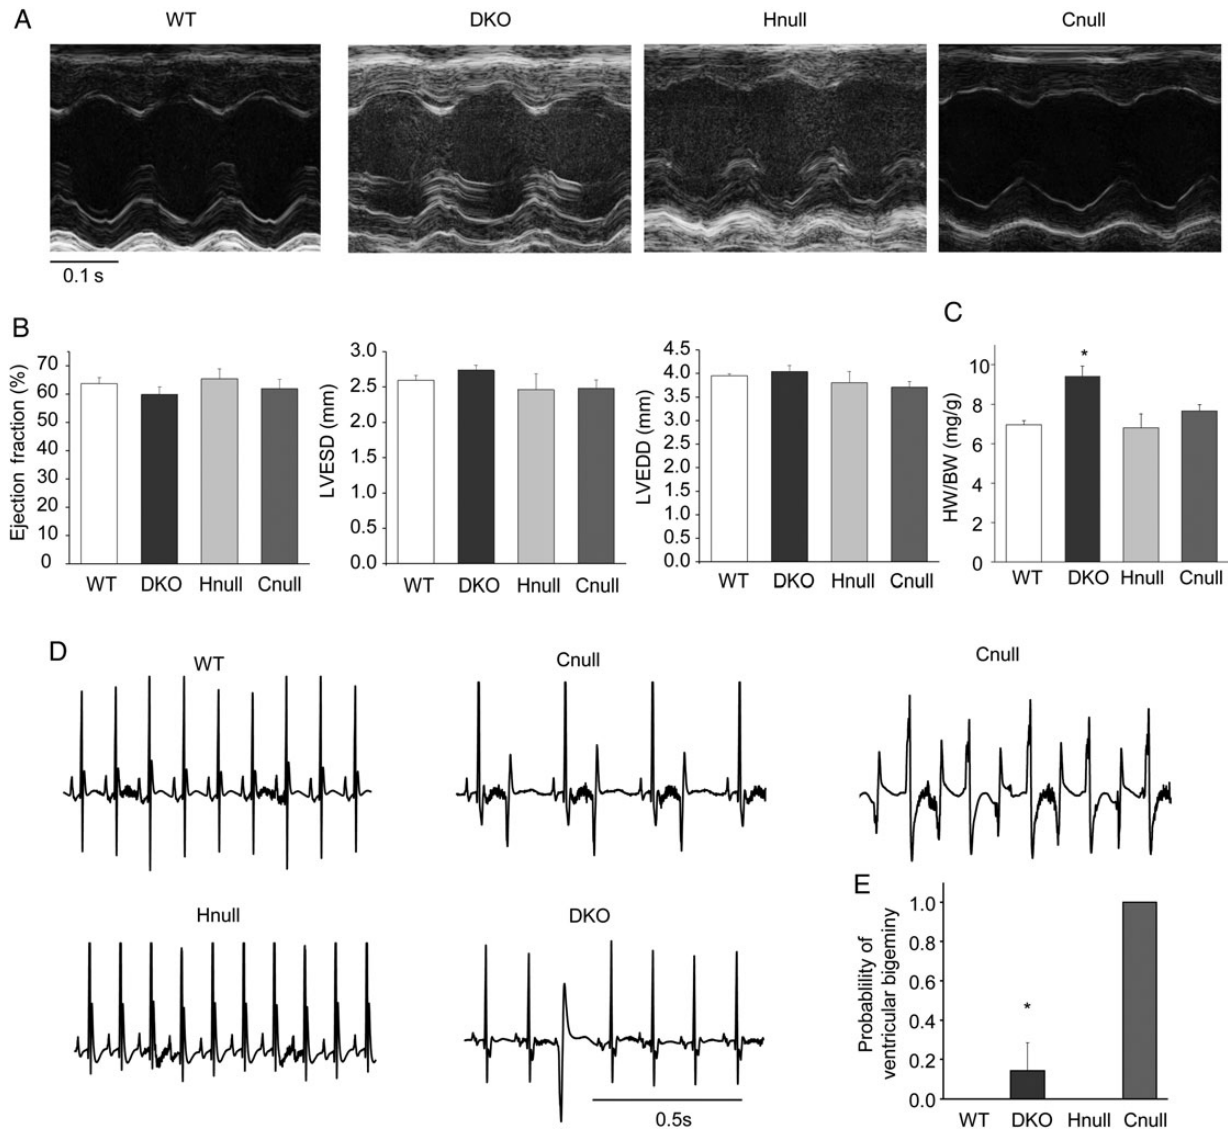 A
WT
DKO
Hnull
Cnull
0.1 s
B
Ejection fraction (%)
70
60
50
40
30
20
10
0
WT
DKO
Hnull
Cnull
LVESD (mm)
3.0
2.5
2.0
1.5
1.0
0.5
0.0
WT
DKO
Hnull
Cnull
LVEDD (mm)
4.5
4.0
3.5
3.0
2.5
2.0
1.5
1.0
0.5
0.0
WT
DKO
Hnull
Cnull
C
HW/BW (mg/g)
10
8
6
4
2
0
*
WT
DKO
Hnull
Cnull
D
WT
Cnull
Cnull
Hnull
DKO
0.5s
E
Probablility of
ventricular bigeminy
1.0
0.8
0.6
0.4
0.2
0.0
*
WT
DKO
Hnull
Cnull